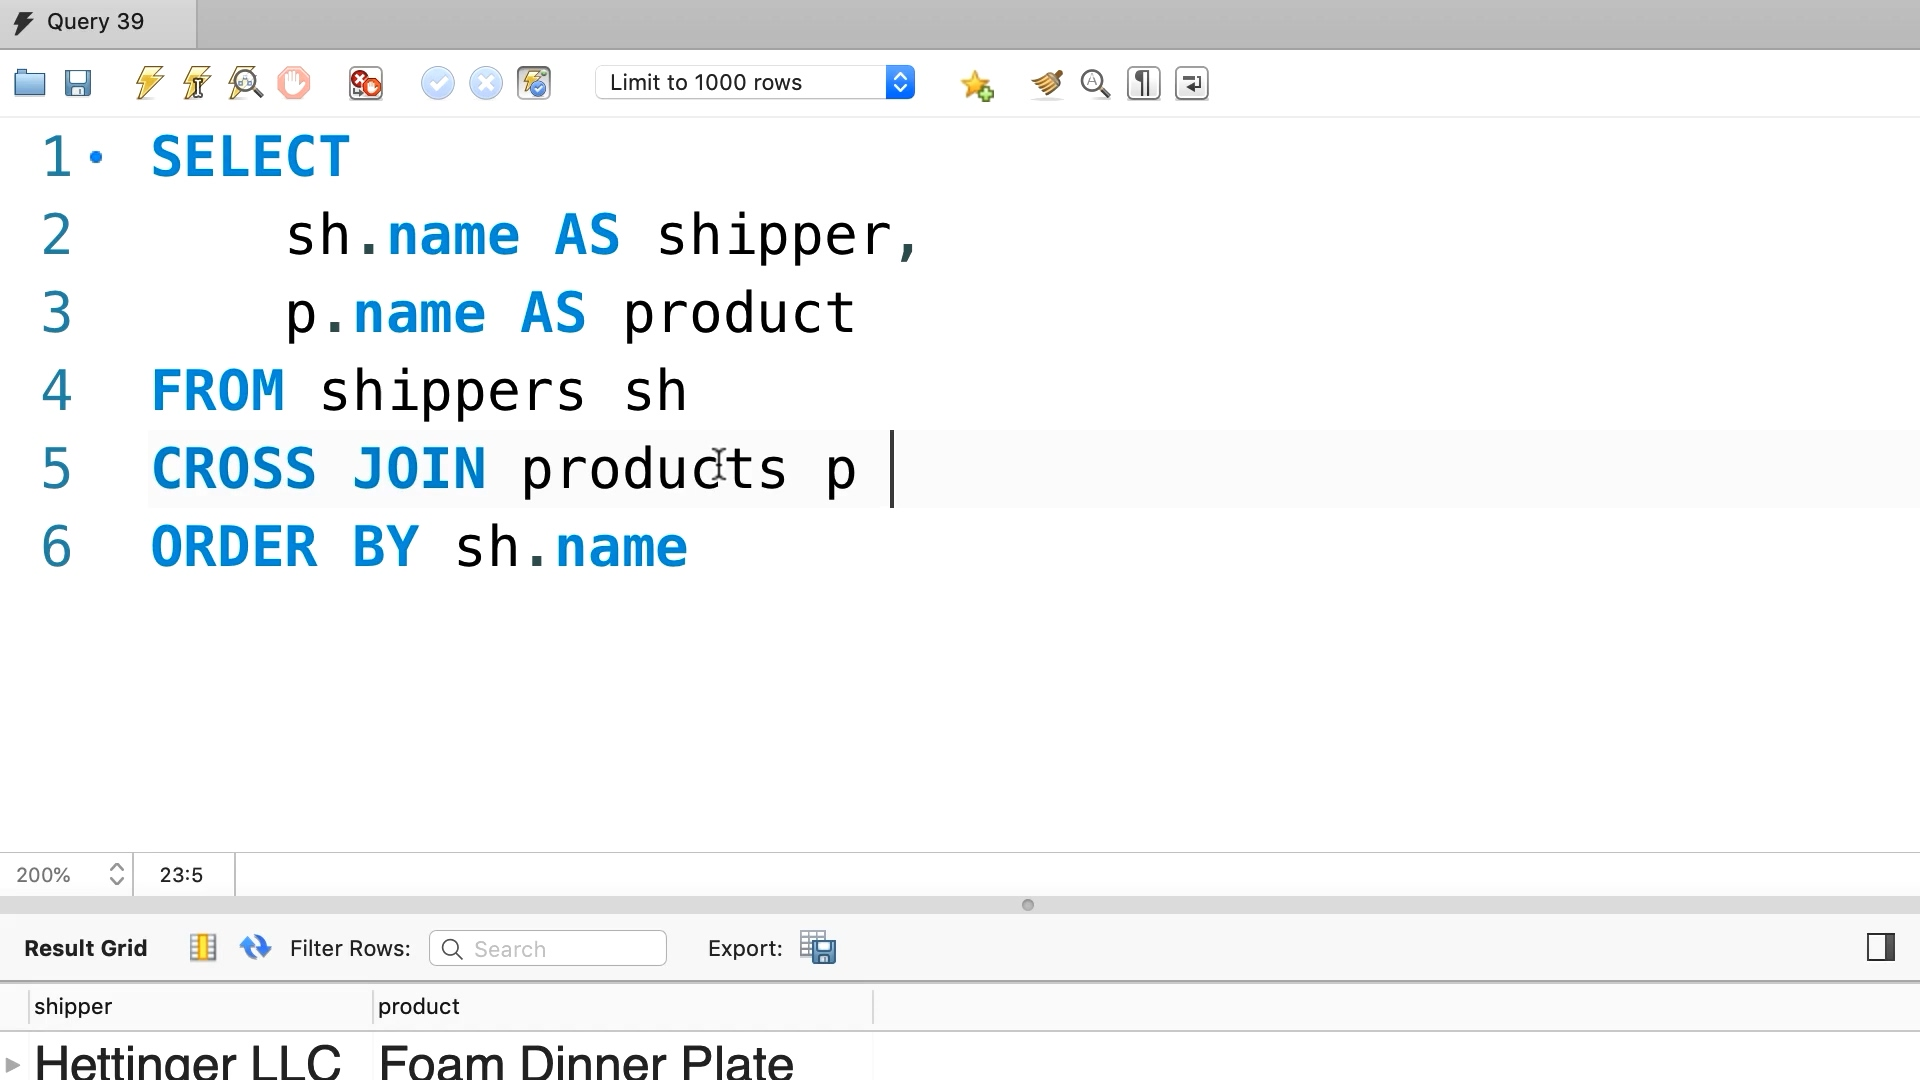 Query 39
Limit to 1000 rows
1 SELECT
2 sh.name AS shipper,
3 p.name AS product
4 FROM shippers sh
5 CROSS JOIN products p
6 ORDER BY sh.name
200% 23:5
Result Grid Filter Rows: Search Export:
shipper product
Hettinger LLC Foam Dinner Plate